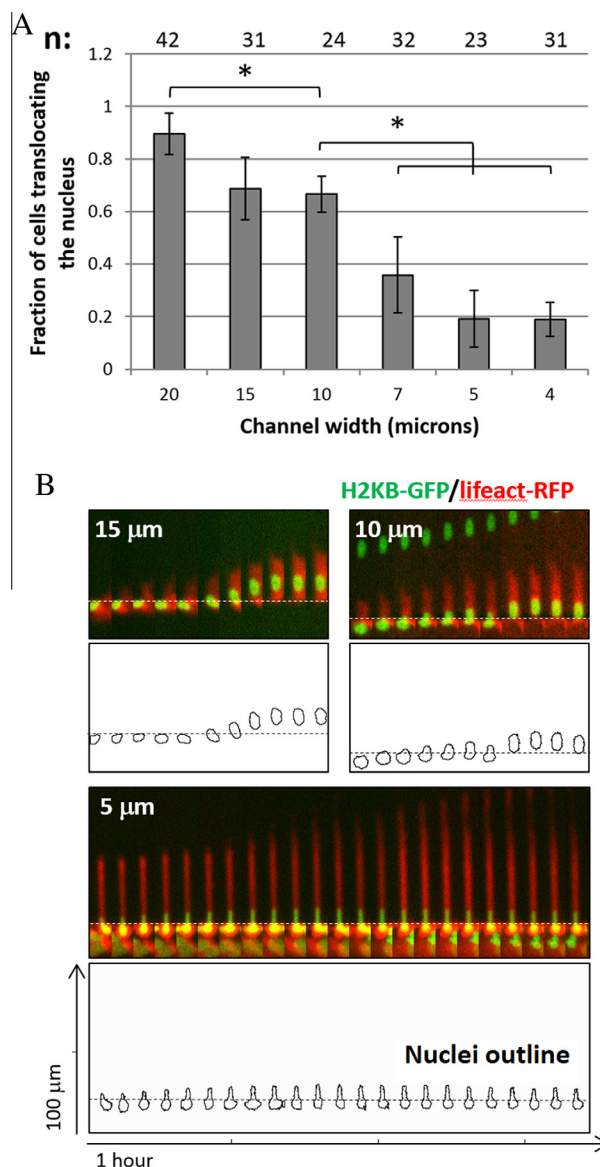 A
n: 42 31 24 32 23 31
1.2
1
0.8
0.6
0.4
0.2
0
* *
Fraction of cells translocating
the nucleus
20 15 10 7 5 4
Channel width (microns)
B
H2KB-GFP/lifeact-RFP
15 μm 10 μm
5 μm
Nuclei outline
100 μm
1 hour